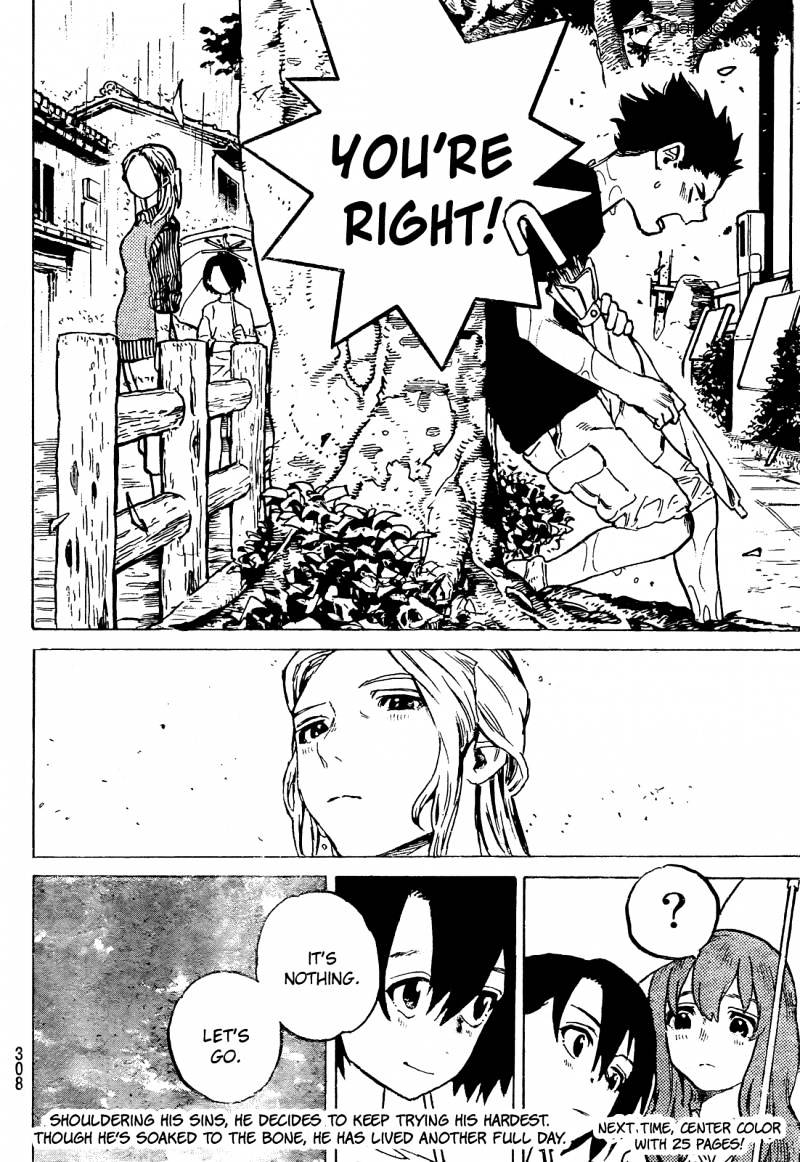 YOU'RE
RIGHT!
?
IT'S
NOTHING.
LET'S
GO.
SHOULDERING HIS SINS, HE DECIDES TO KEEP TRYING HIS HARDEST.
THOUGH HE'S SOAKED TO THE BONE, HE HAS LIVED ANOTHER FULL DAY.
NEXT TIME, CENTER COLOR
WITH 25 PAGES!
308